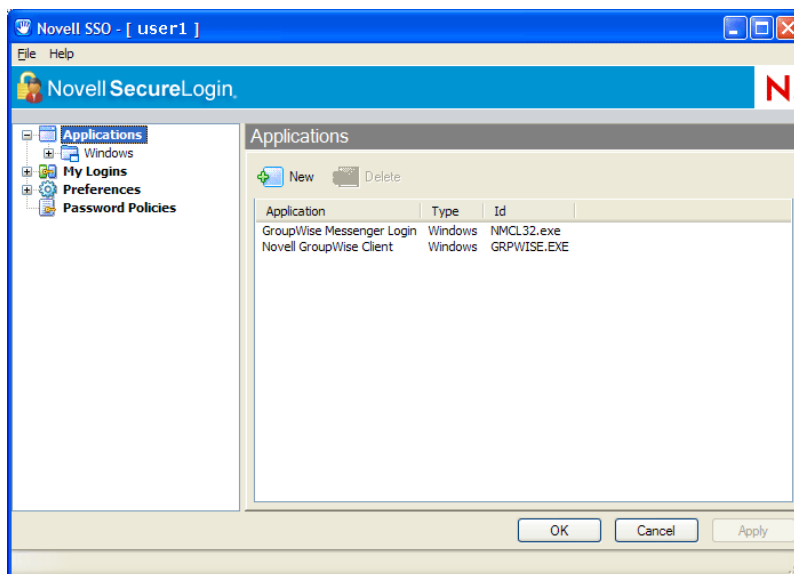 Novell SSO - [ user1 ]
File Help
Novell SecureLogin.
N
Applications
Windows
My Logins
Preferences
Password Policies
Applications
New Delete
Application Type Id
GroupWise Messenger Login Windows NMCL32.exe
Novell GroupWise Client Windows GRPWISE.EXE
OK Cancel Apply